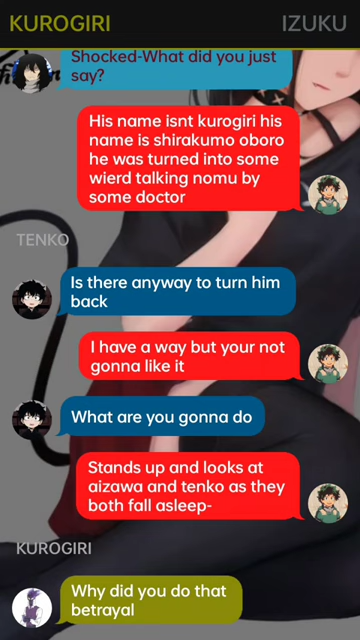 KUROGIRI
IZUKU
Shocked-What did you just
say?
His name isnt kurogiri his
name is shirakumo oboro
he was turned into some
wierd talking nomu by
some doctor
TENKO
Is there anyway to turn him
back
I have a way but your not
gonna like it
What are you gonna do
Stands up and looks at
aizawa and tenko as they
both fall asleep-
KUROGIRI
Why did you do that
betrayal